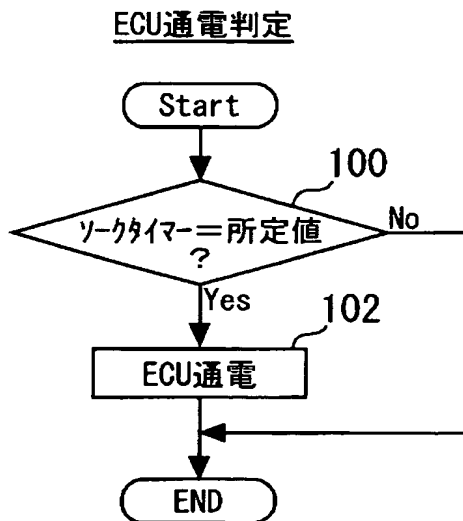 ECU通電判定
Start
100
ソークタイマー=所定値
?
No
Yes
102
ECU通電
END